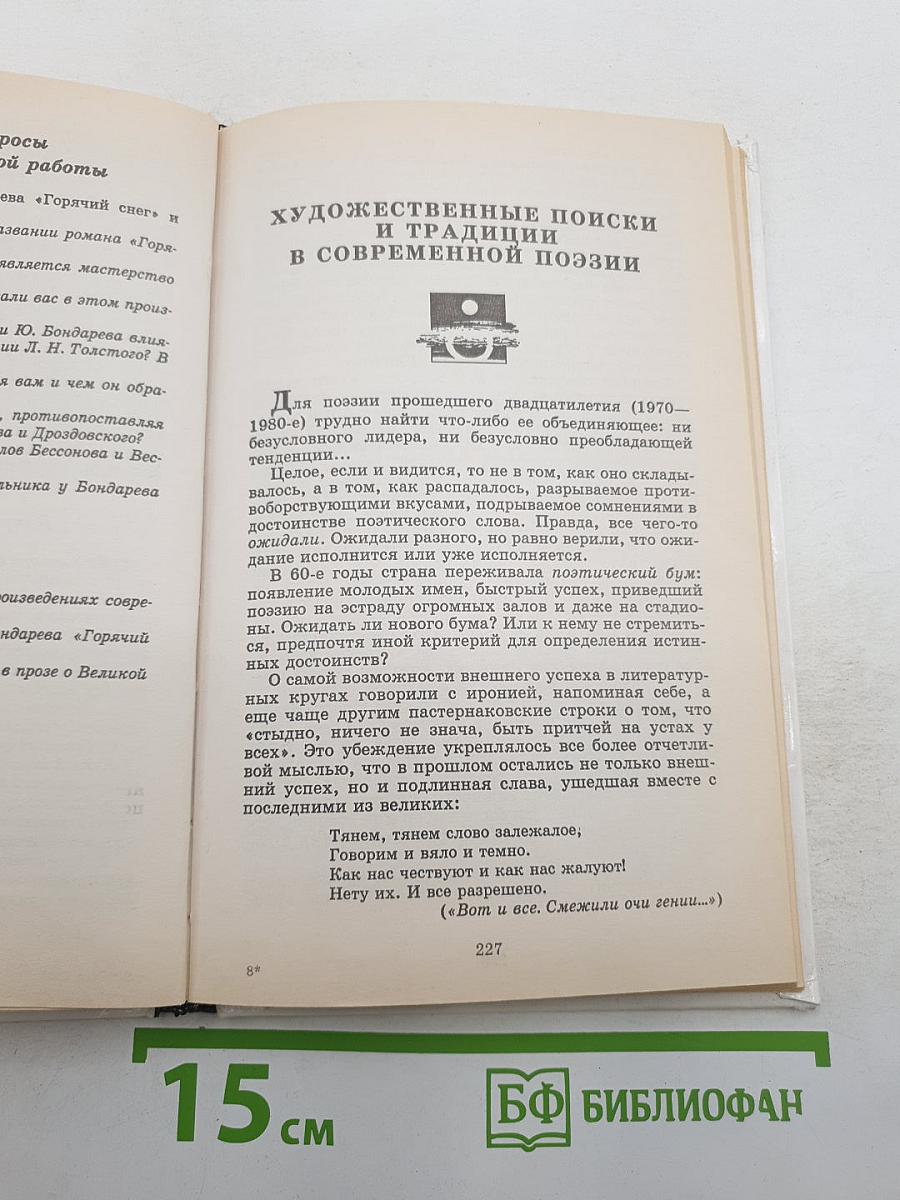 росы
ой работы
ева «Горячий снег» и
азвании романа «Горя-
является мастерство
али вас в этом произ-
и Ю. Бондарева влия-
нии Л. Н. Толстого? В
я вам и чем он обра-
, противопоставляя
ва и Дроздовского?
лов Бессонова и Вес-
льника у Бондарева
роизведениях совре-
ндарева «Горячий
в прозе о Великой
ХУДОЖЕСТВЕННЫЕ ПОИСКИ
И ТРАДИЦИИ
В СОВРЕМЕННОЙ ПОЭЗИИ
Для поэзии прошедшего двадцатилетия (1970—
1980-е) трудно найти что-либо ее объединяющее: ни
безусловного лидера, ни безусловно преобладающей
тенденции...
Целое, если и видится, то не в том, как оно склады-
валось, а в том, как распадалось, разрываемое проти-
воборствующими вкусами, подрываемое сомнениями в
достоинстве поэтического слова. Правда, все чего-то
ожидали. Ожидали разного, но равно верили, что ожи-
дание исполнится или уже исполняется.
В 60-е годы страна переживала поэтический бум:
появление молодых имен, быстрый успех, приведший
поэзию на эстраду огромных залов и даже на стадио-
ны. Ожидать ли нового бума? Или к нему не стремить-
ся, предпочтя иной критерий для определения истин-
ных достоинств?
О самой возможности внешнего успеха в литератур-
ных кругах говорили с иронией, напоминая себе, а
еще чаще другим пастернаковские строки о том, что
«стыдно, ничего не знача, быть притчей на устах у
всех». Это убеждение укреплялось все более отчетли-
вой мыслью, что в прошлом остались не только внеш-
ний успех, но и подлинная слава, ушедшая вместе с
последними из великих:
Тянем, тянем слово залежалое,
Говорим и вяло и темно.
Как нас чествуют и как нас жалуют!
Нету их. И все разрешено.
(«Вот и все. Смежили очи гении...»)
227
8*
15 см
БФ БИБЛИОФАН